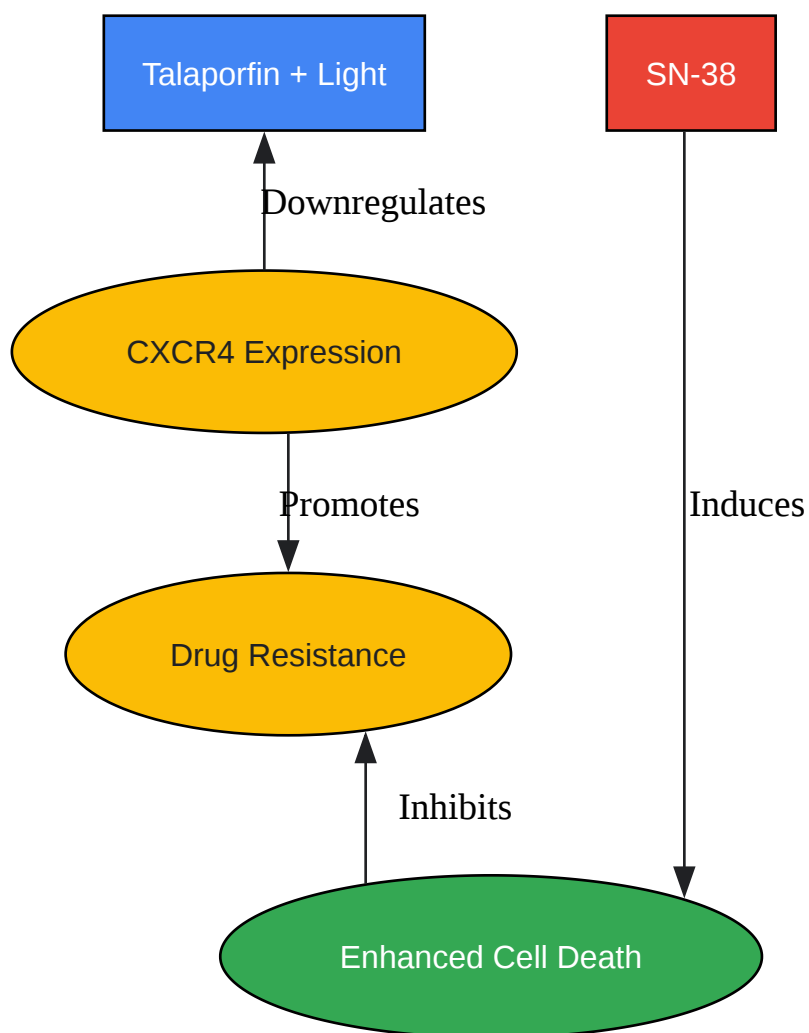 Talaporfin + Light
SN-38
Downregulates
CXCR4 Expression
Promotes
Induces
Drug Resistance
Inhibits
Enhanced Cell Death